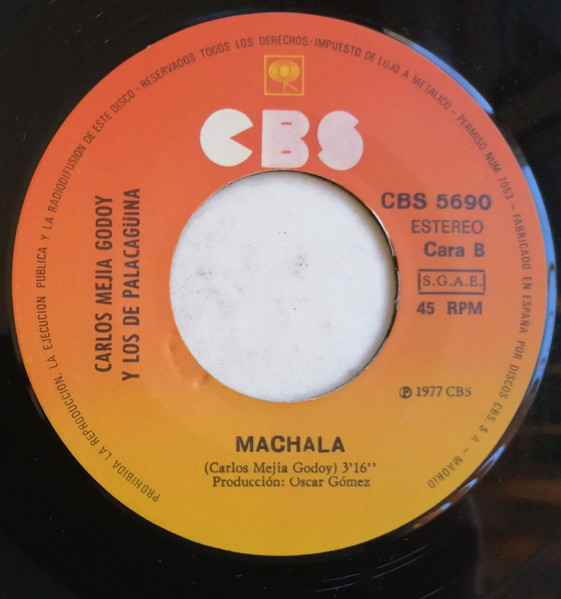 PROHIBIDA LA REPRODUCCION, LA EJECUCION PUBLICA Y LA RADIODIFUSION DE ESTE DISCO - RESERVADOS TODOS LOS DERECHOS - IMPUESTO DE LUJO A METALICO - PERMISO NUM 7063 - FABRICADO EN ESPAÑA POR DISCOS CBS S.A. - MADRID
CBS
CARLOS MEJIA GODOY
Y LOS DE PALACAGÜINA
CBS 5690
ESTEREO
Cara B
S.G.A.E.
45 RPM
℗ 1977 CBS
MACHALA
(Carlos Mejia Godoy) 3'16''
Producción: Oscar Gómez